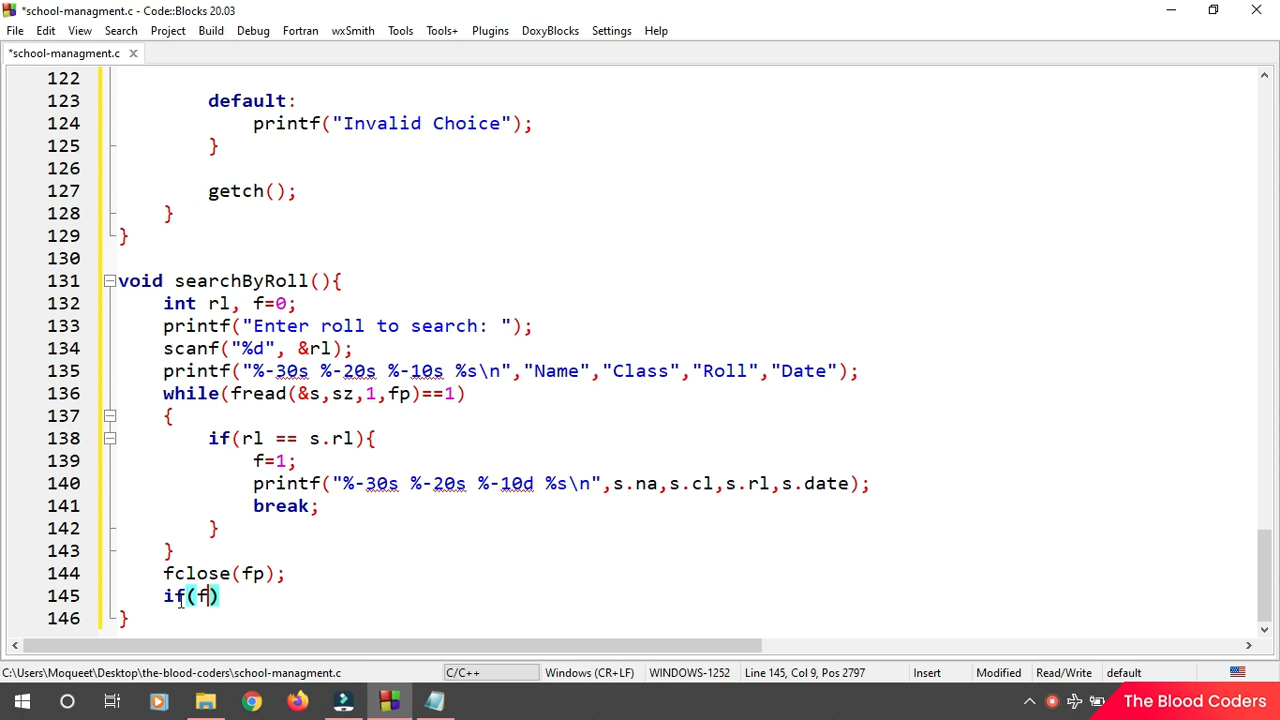 *school-managment.c - Code::Blocks 20.03
File Edit View Search Project Build Debug Fortran wxSmith Tools Tools+ Plugins DoxyBlocks Settings Help
*school-managment.c
122
123 default:
124 printf("Invalid Choice");
125 }
126
127 getch();
128 }
129 }
130
131 void searchByRoll(){
132 int rl, f=0;
133 printf("Enter roll to search: ");
134 scanf("%d", &rl);
135 printf("%-30s %-20s %-10s %s\n","Name","Class","Roll","Date");
136 while(fread(&s,sz,1,fp)==1)
137 {
138 if(rl == s.rl){
139 f=1;
140 printf("%-30s %-20s %-10d %s\n",s.na,s.cl,s.rl,s.date);
141 break;
142 }
143 }
144 fclose(fp);
145 if(f)
146 }
C:\Users\Moqueet\Desktop\the-blood-coders\school-managment.c C/C++ Windows (CR+LF) WINDOWS-1252 Line 145, Col 9, Pos 2797 Insert Modified Read/Write default
The Blood Coders